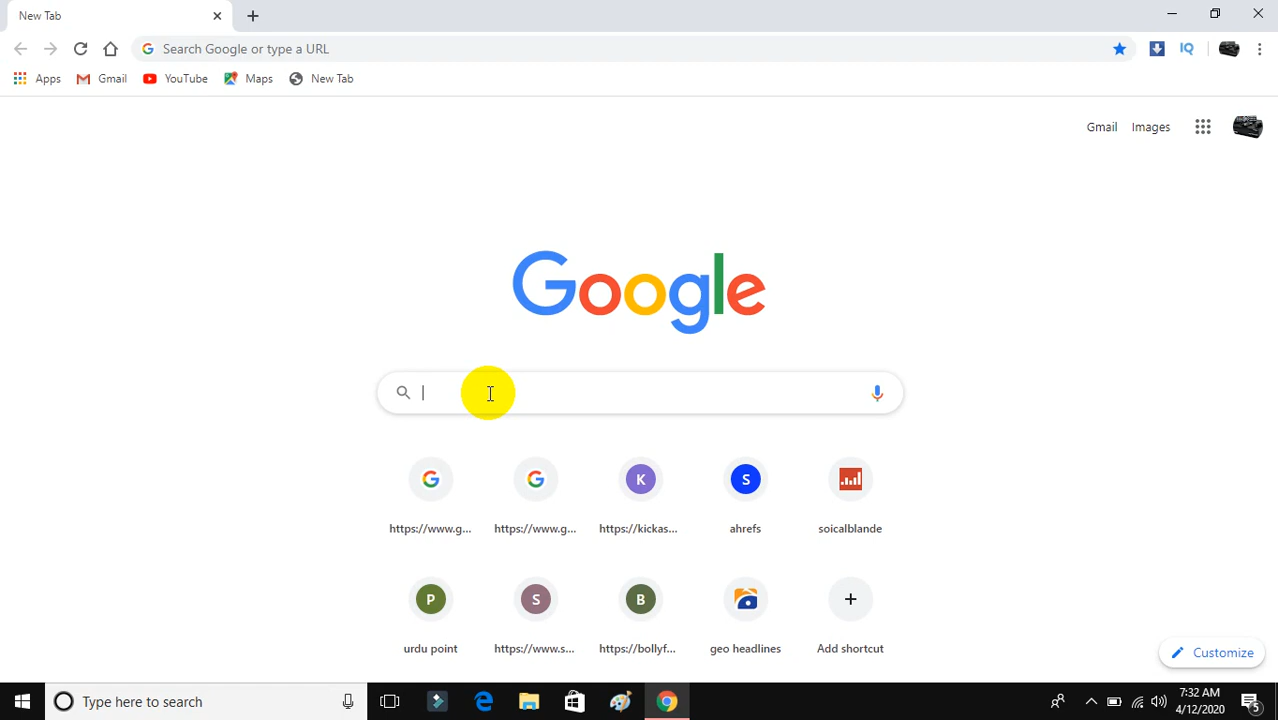 New Tab
Search Google or type a URL
IQ
Apps
Gmail
YouTube
Maps
New Tab
Gmail
Images
Google
https://www.g...
https://www.g...
K
https://kickas...
S
ahrefs
soicalblande
P
urdu point
S
https://www.s...
B
https://bollyf...
geo headlines
Add shortcut
Customize
Type here to search
7:32 AM
4/12/2020
5